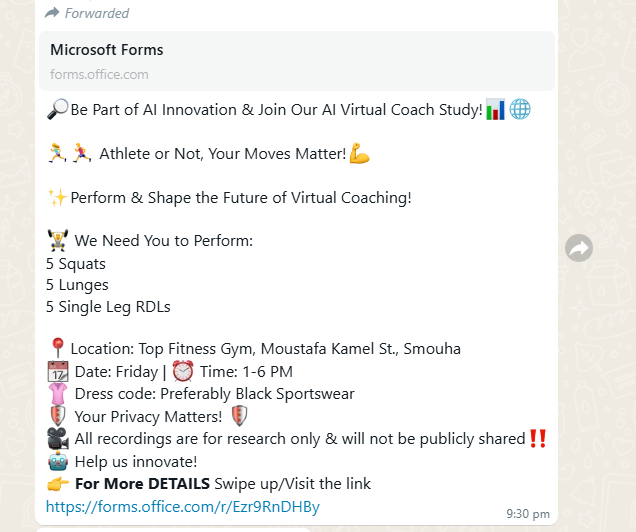 Forwarded
Microsoft Forms
forms.office.com
🔎Be Part of AI Innovation & Join Our AI Virtual Coach Study!📊🌐
🏃‍♂️🏃‍♀️ Athlete or Not, Your Moves Matter!💪
✨Perform & Shape the Future of Virtual Coaching!
🏋️ We Need You to Perform:
5 Squats
5 Lunges
5 Single Leg RDLs
📍Location: Top Fitness Gym, Moustafa Kamel St., Smouha
📅 Date: Friday | ⏰ Time: 1-6 PM
👚 Dress code: Preferably Black Sportswear
🛡️ Your Privacy Matters! 🛡️
🎥 All recordings are for research only & will not be publicly shared‼️
🤖 Help us innovate!
👉 For More DETAILS Swipe up/Visit the link
https://forms.office.com/r/Ezr9RnDHBy
9:30 pm